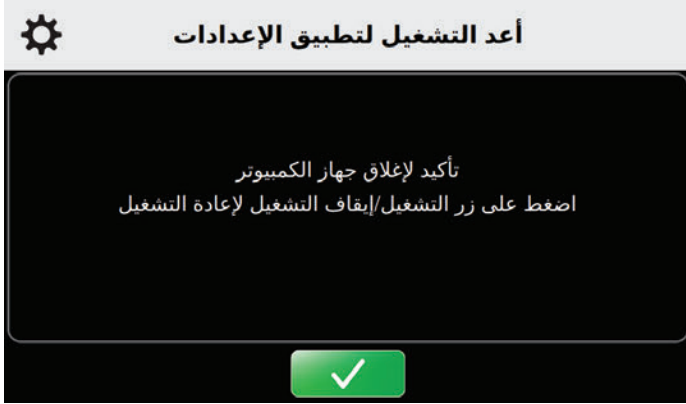 أعد التشغيل لتطبيق الإعدادات
تأكيد لإغلاق جهاز الكمبيوتر
اضغط على زر التشغيل/إيقاف التشغيل لإعادة التشغيل